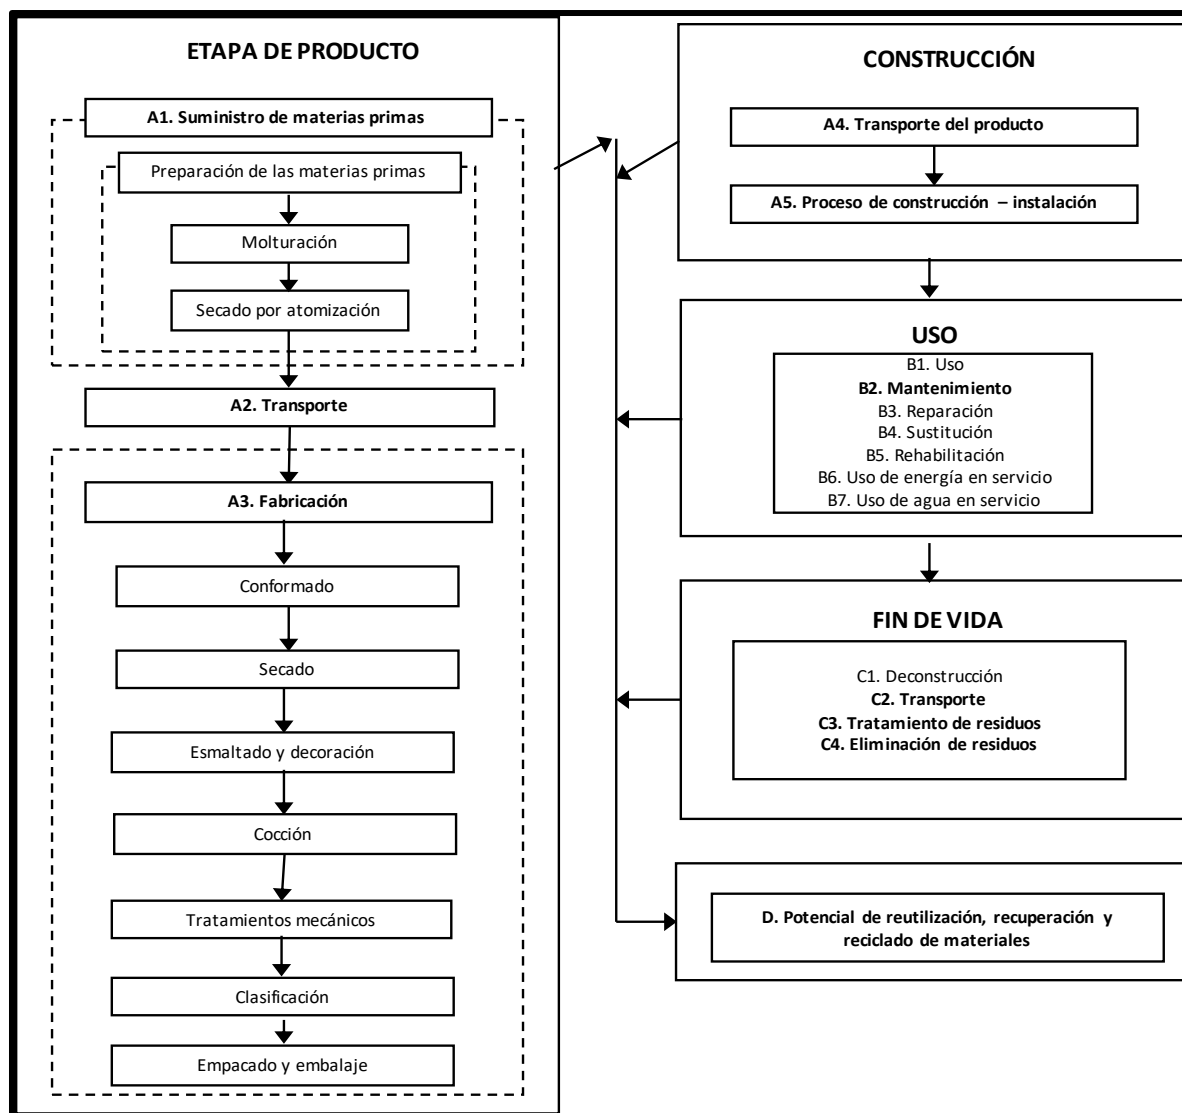 ETAPA DE PRODUCTO
A1. Suministro de materias primas
Preparación de las materias primas
Molturación
Secado por atomización
A2. Transporte
A3. Fabricación
Conformado
Secado
Esmaltado y decoración
Cocción
Tratamientos mecánicos
Clasificación
Empacado y embalaje
CONSTRUCCIÓN
A4. Transporte del producto
A5. Proceso de construcción – instalación
USO
B1. Uso
B2. Mantenimiento
B3. Reparación
B4. Sustitución
B5. Rehabilitación
B6. Uso de energía en servicio
B7. Uso de agua en servicio
FIN DE VIDA
C1. Deconstrucción
C2. Transporte
C3. Tratamiento de residuos
C4. Eliminación de residuos
D. Potencial de reutilización, recuperación y
reciclado de materiales